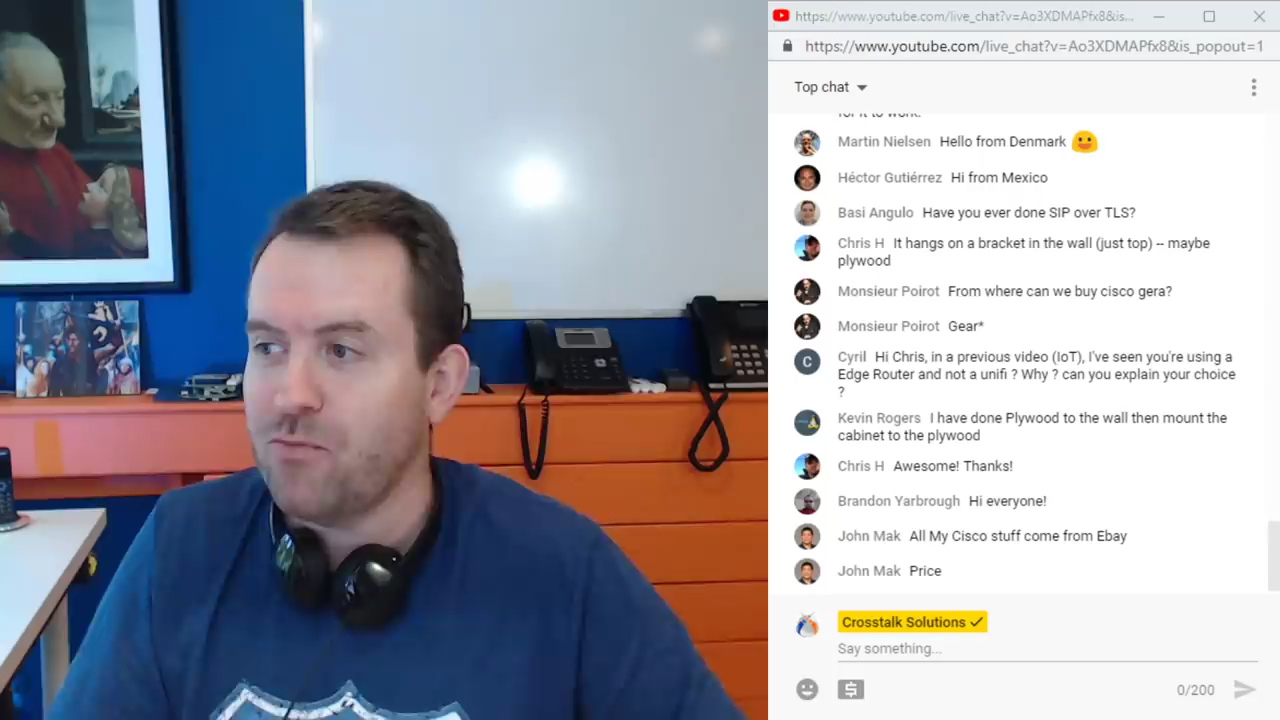 https://www.youtube.com/live_chat?v=Ao3XDMAPfx8&is...
https://www.youtube.com/live_chat?v=Ao3XDMAPfx8&is_popout=1
Top chat
for it to work.
Martin Nielsen Hello from Denmark
Héctor Gutiérrez Hi from Mexico
Basi Angulo Have you ever done SIP over TLS?
Chris H It hangs on a bracket in the wall (just top) -- maybe
plywood
Monsieur Poirot From where can we buy cisco gera?
Monsieur Poirot Gear*
C
Cyril Hi Chris, in a previous video (IoT), I've seen you're using a
Edge Router and not a unifi ? Why ? can you explain your choice
?
Kevin Rogers I have done Plywood to the wall then mount the
cabinet to the plywood
Chris H Awesome! Thanks!
Brandon Yarbrough Hi everyone!
John Mak All My Cisco stuff come from Ebay
John Mak Price
Crosstalk Solutions
Say something...
0/200